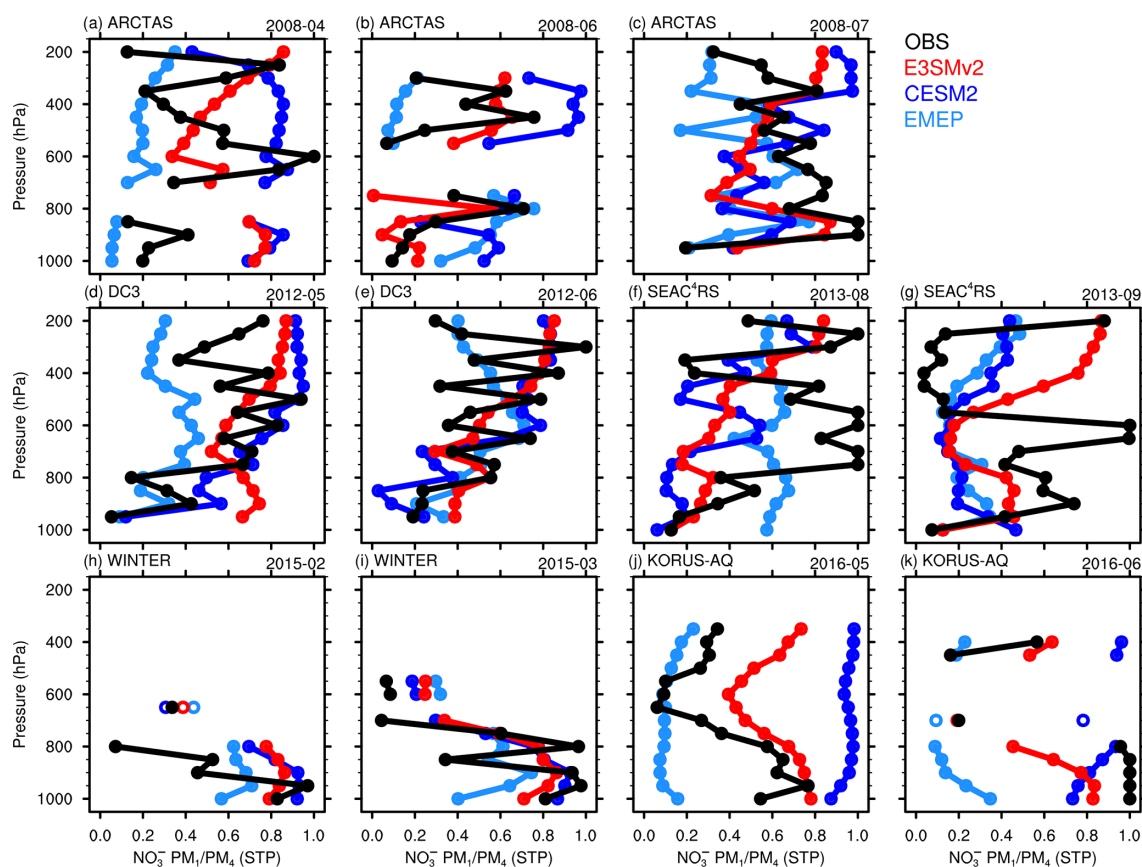 (a) ARCTAS 2008-04
(b) ARCTAS 2008-06
(c) ARCTAS 2008-07
OBS
E3SMv2
CESM2
EMEP
Pressure (hPa)
200
400
600
800
1000
(d) DC3 2012-05
(e) DC3 2012-06
(f) SEAC⁴RS 2013-08
(g) SEAC⁴RS 2013-09
Pressure (hPa)
200
400
600
800
1000
(h) WINTER 2015-02
(i) WINTER 2015-03
(j) KORUS-AQ 2016-05
(k) KORUS-AQ 2016-06
Pressure (hPa)
200
400
600
800
1000
0.0 0.2 0.4 0.6 0.8 1.0 0.0 0.2 0.4 0.6 0.8 1.0 0.0 0.2 0.4 0.6 0.8 1.0 0.0 0.2 0.4 0.6 0.8 1.0
NO₃⁻ PM₁/PM₄ (STP) NO₃⁻ PM₁/PM₄ (STP) NO₃⁻ PM₁/PM₄ (STP) NO₃⁻ PM₁/PM₄ (STP)